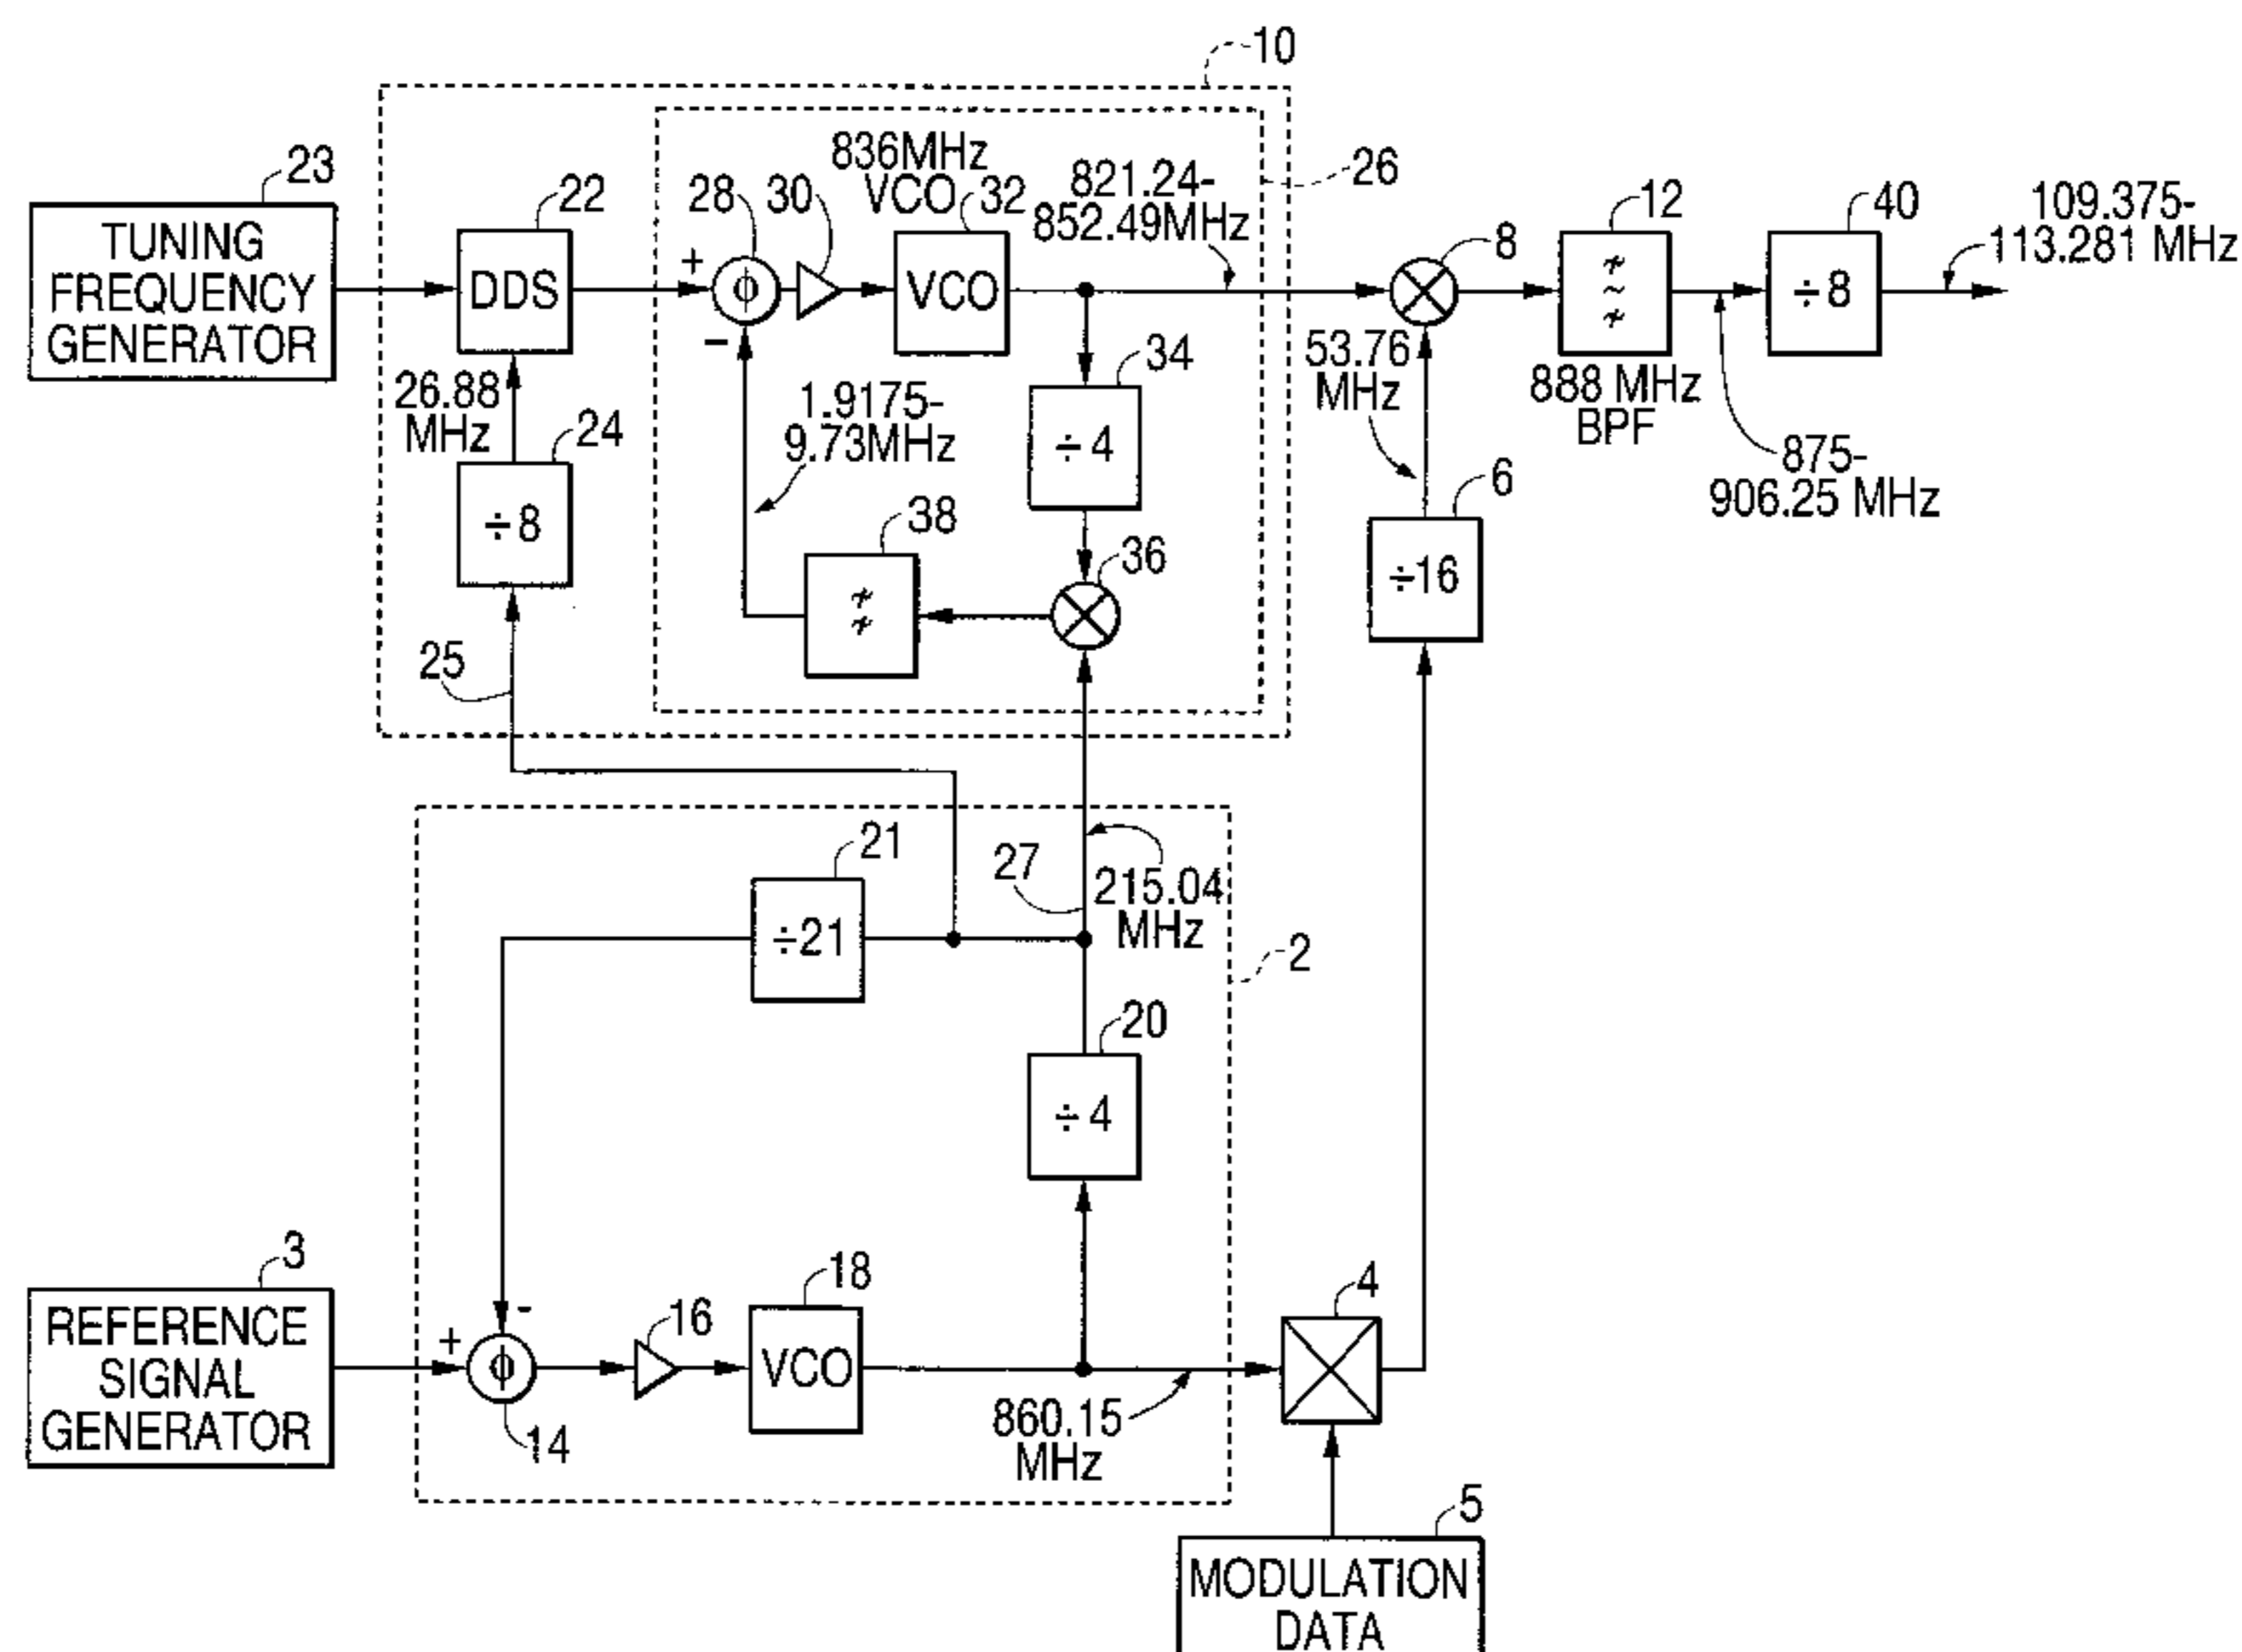 10
23
TUNING
FREQUENCY
GENERATOR
22
DDS
26.88
MHz
24
÷8
25
28
30
+
ϕ
−
836MHz
VCO
32
VCO
821.24-
852.49MHz
26
34
÷4
1.9175-
9.73MHz
38
36
8
53.76
MHz
6
÷16
12
888 MHz
BPF
875-
906.25 MHz
40
÷8
109.375-
113.281 MHz
21
÷21
27
215.04
MHz
2
20
÷4
3
REFERENCE
SIGNAL
GENERATOR
+
-
ϕ
14
16
18
VCO
860.15
MHz
4
5
MODULATION
DATA